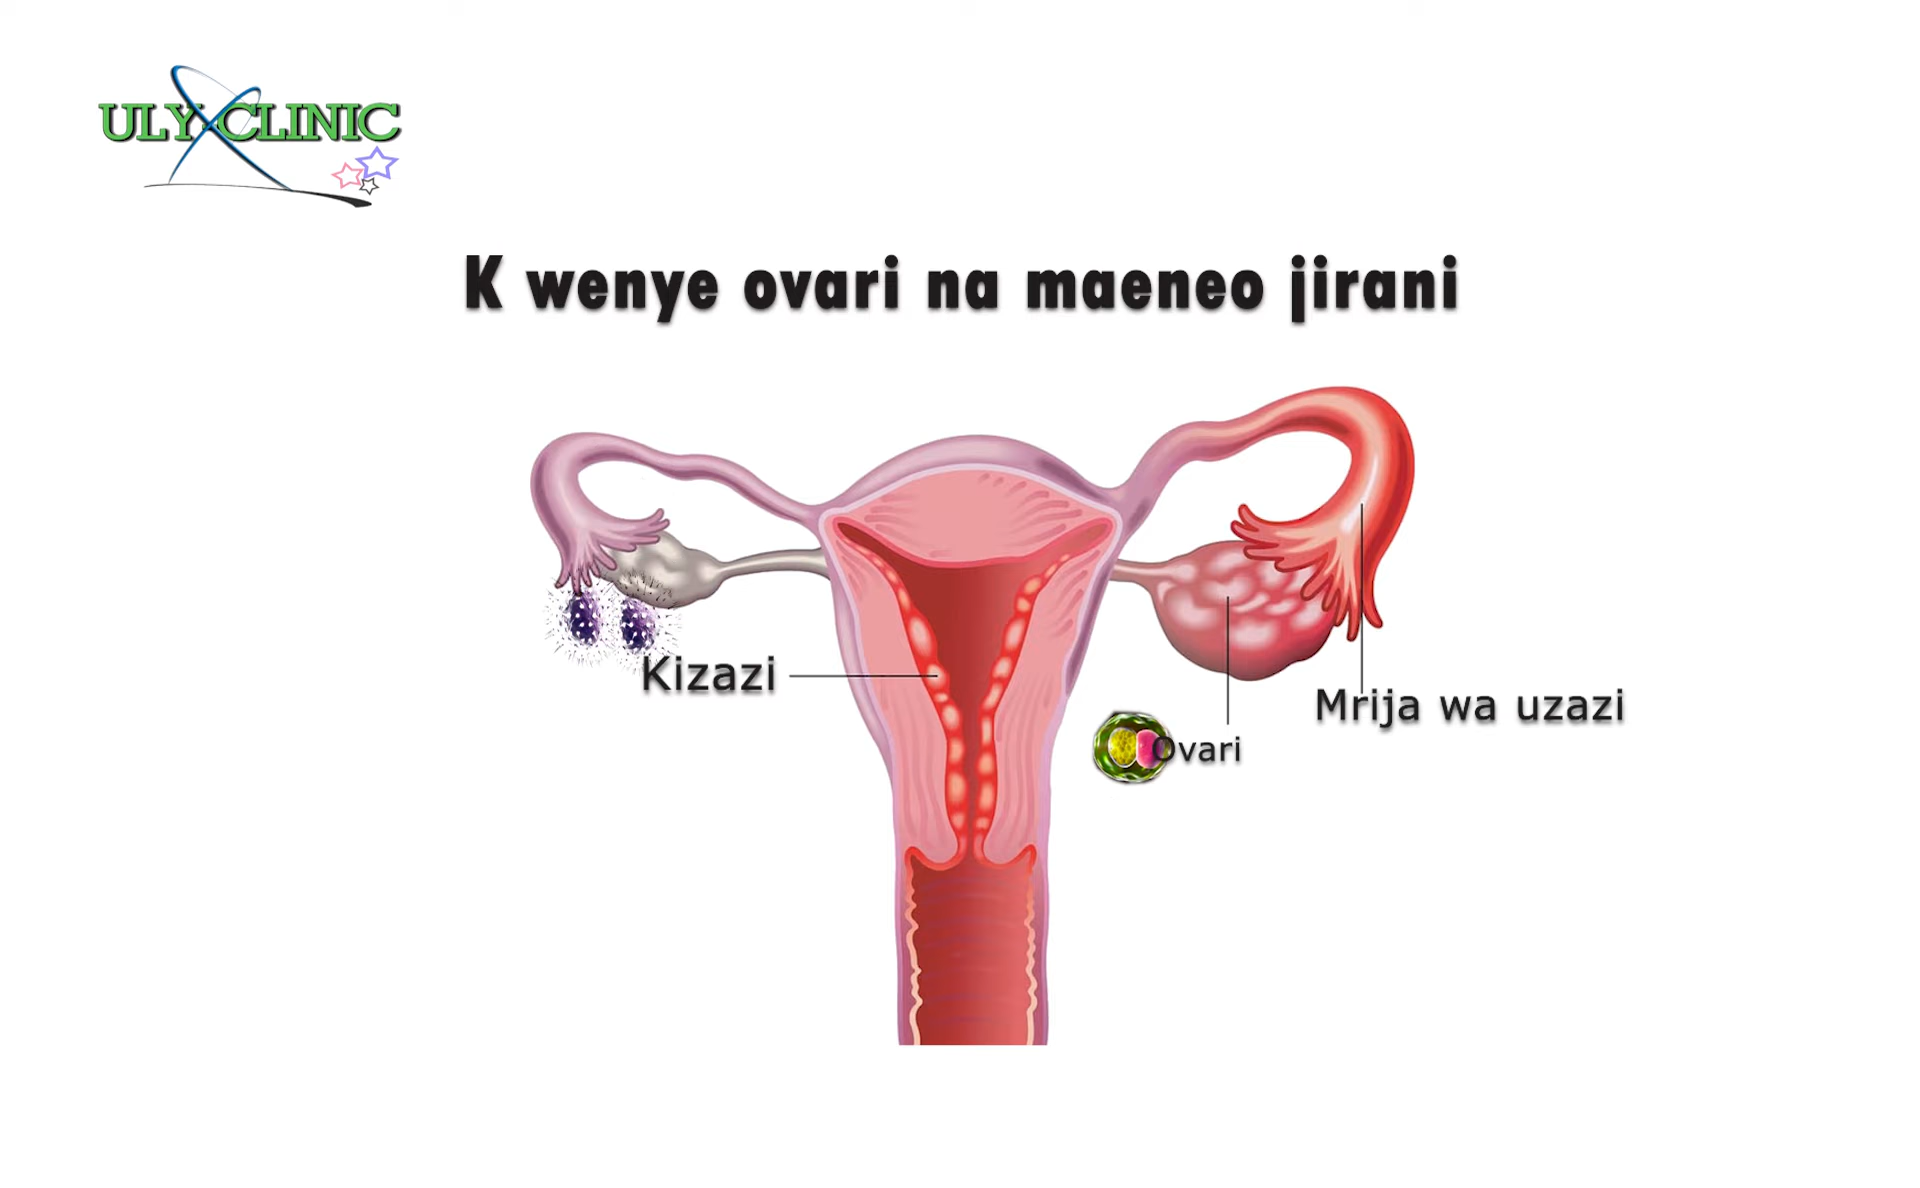 ULY CLINIC
K wenye ovari na maeneo jirani
Kizazi
Mrija wa uzazi
Ovari